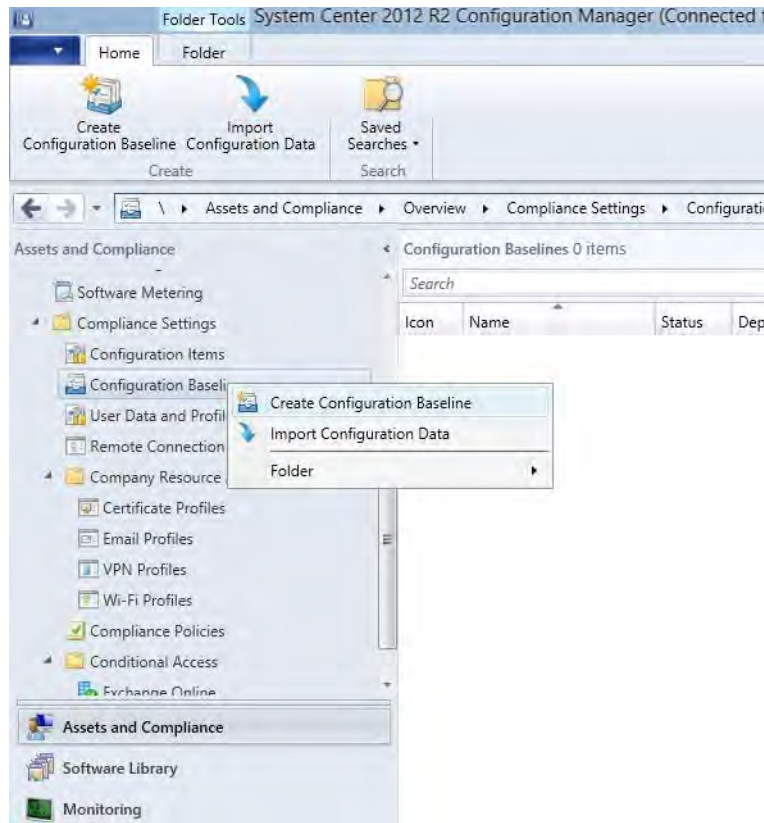 Folder Tools System Center 2012 R2 Configuration Manager (Connected
Home Folder
Create Configuration Baseline
Import Configuration Data
Saved Searches
Create Search
\ Assets and Compliance Overview Compliance Settings Configurati
Assets and Compliance
Software Metering
Compliance Settings
Configuration Items
Configuration Baseli
User Data and Profil
Remote Connection
Company Resource
Certificate Profiles
Email Profiles
VPN Profiles
Wi-Fi Profiles
Compliance Policies
Conditional Access
Exchange Online
Assets and Compliance
Software Library
Monitoring
Configuration Baselines 0 items
Search
Icon Name Status Dep
Create Configuration Baseline
Import Configuration Data
Folder